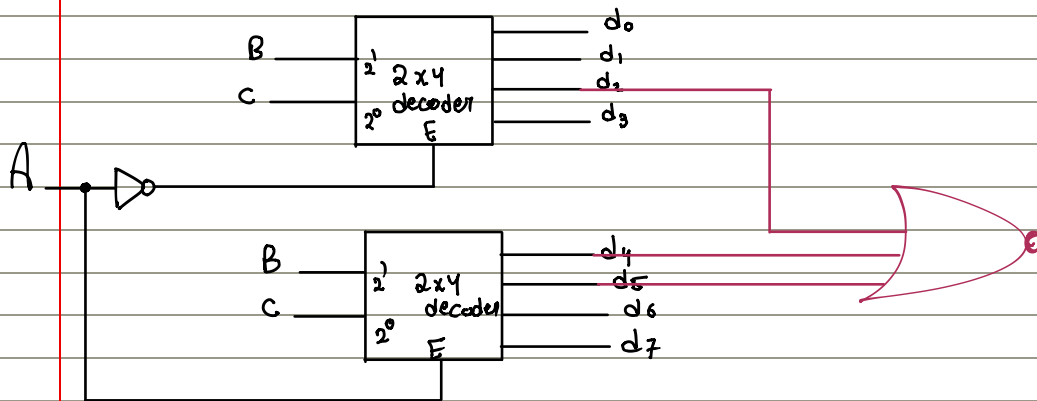 d₀
B
d₁
2¹
2x4
d₂
C
decoder
2⁰
d₃
E
A
B
d₄
2¹
2x4
d₅
C
decoder
d₆
2⁰
E
d₇